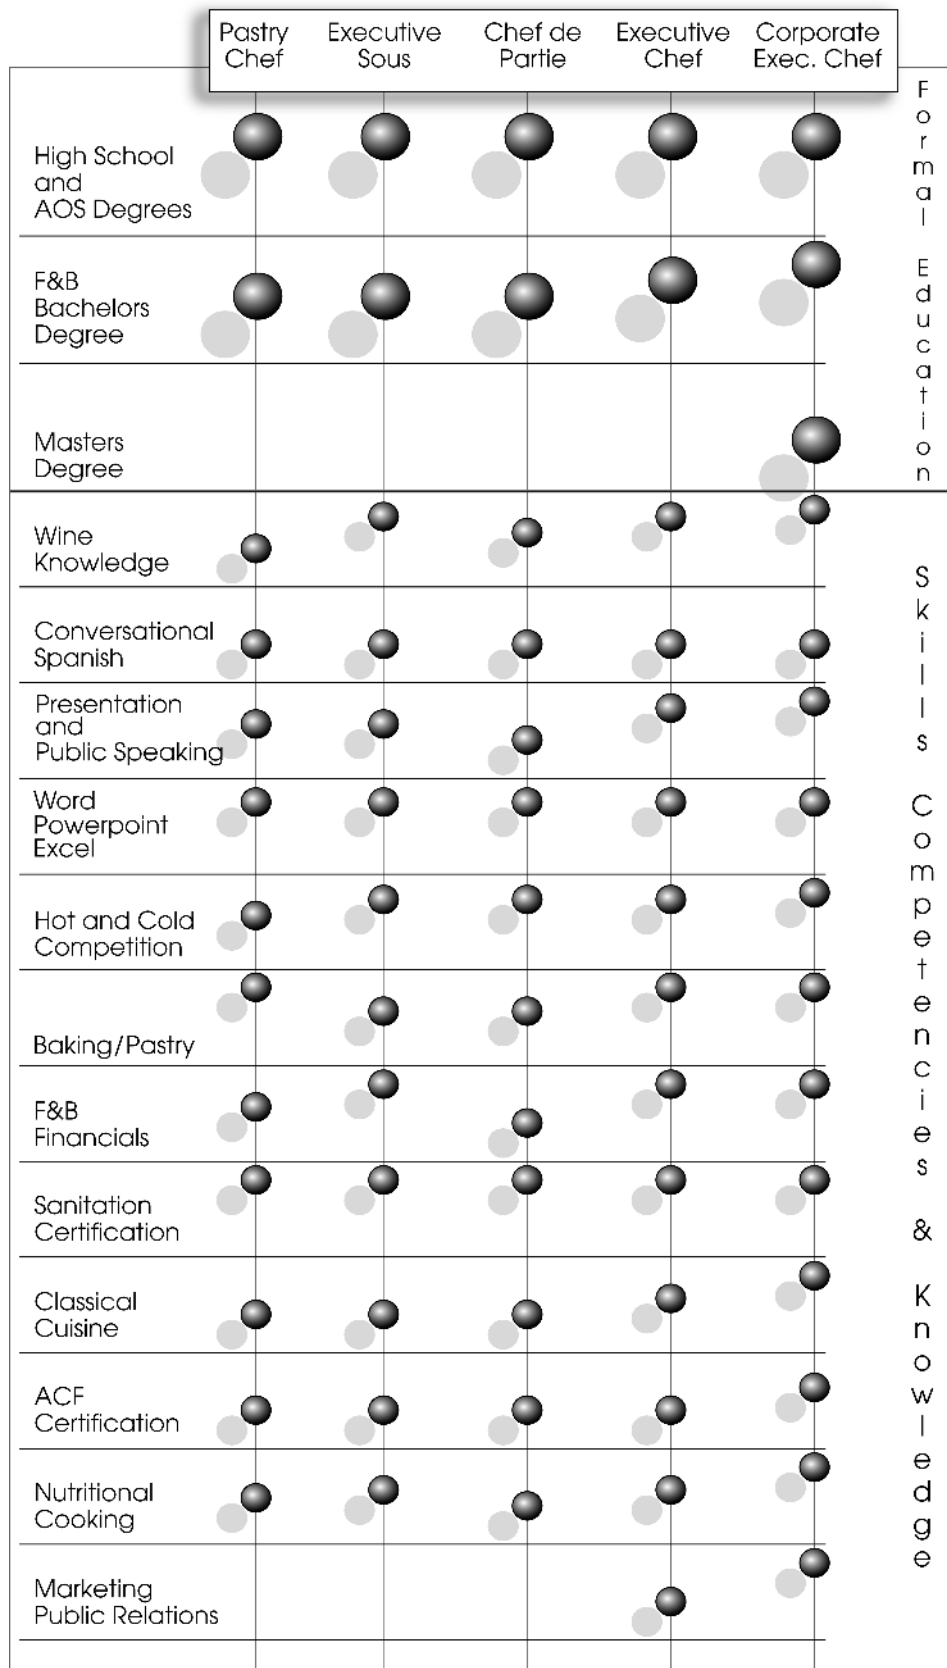 Pastry
Chef
Executive
Sous
Chef de
Partie
Executive
Chef
Corporate
Exec. Chef
High School
and
AOS Degrees
F&B
Bachelors
Degree
Masters
Degree
Formal Education
Wine
Knowledge
Conversational
Spanish
Presentation
and
Public Speaking
Word
Powerpoint
Excel
Hot and Cold
Competition
Baking/Pastry
F&B
Financials
Sanitation
Certification
Classical
Cuisine
ACF
Certification
Nutritional
Cooking
Marketing
Public Relations
Skills Competencies & Knowledge